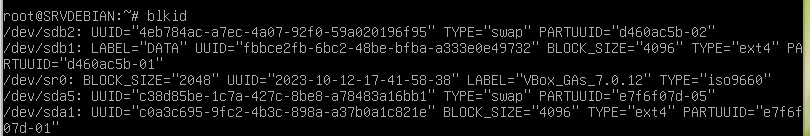 root@SRVDEBIAN:~# blkid
/dev/sdb2: UUID="4eb784ac-a7ec-4a07-92f0-59a020196f95" TYPE="swap" PARTUUID="d460ac5b-02"
/dev/sdb1: LABEL="DATA" UUID="fbbce2fb-6bc2-48be-bfba-a333e0e49732" BLOCK_SIZE="4096" TYPE="ext4" PA
RTUUID="d460ac5b-01"
/dev/sr0: BLOCK_SIZE="2048" UUID="2023-10-12-17-41-58-38" LABEL="VBox_GAs_7.0.12" TYPE="iso9660"
/dev/sda5: UUID="c38d85be-1c7a-427c-8be8-a78483a16bb1" TYPE="swap" PARTUUID="e7f6f07d-05"
/dev/sda1: UUID="c0a3c695-9fc2-4b3c-898a-a37b0a1c821e" BLOCK_SIZE="4096" TYPE="ext4" PARTUUID="e7f6f
07d-01"